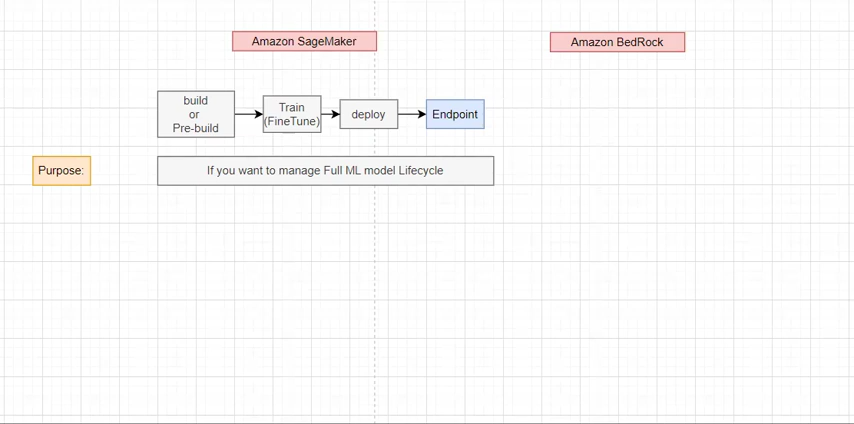 Amazon SageMaker
Amazon BedRock
build
or
Pre-build
Train
(FineTune)
deploy
Endpoint
Purpose:
If you want to manage Full ML model Lifecycle